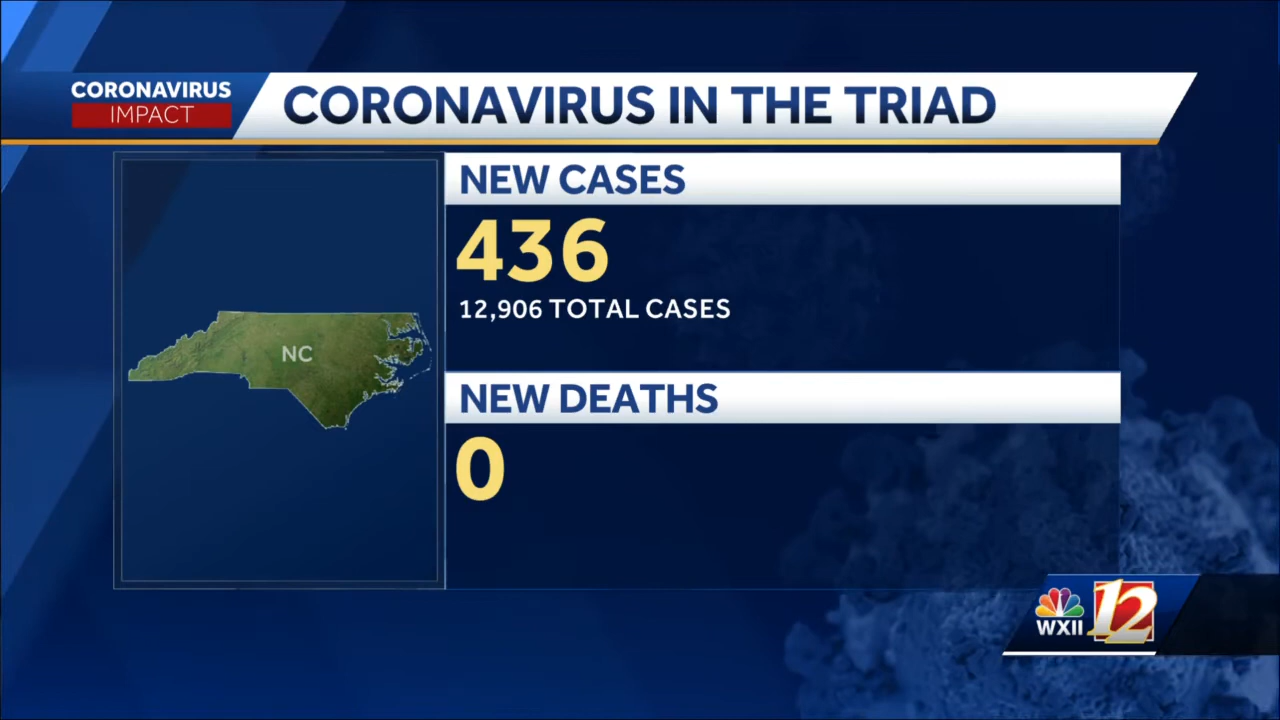 CORONAVIRUS
IMPACT
CORONAVIRUS IN THE TRIAD
NEW CASES
436
12,906 TOTAL CASES
NC
NEW DEATHS
0
WXII 12